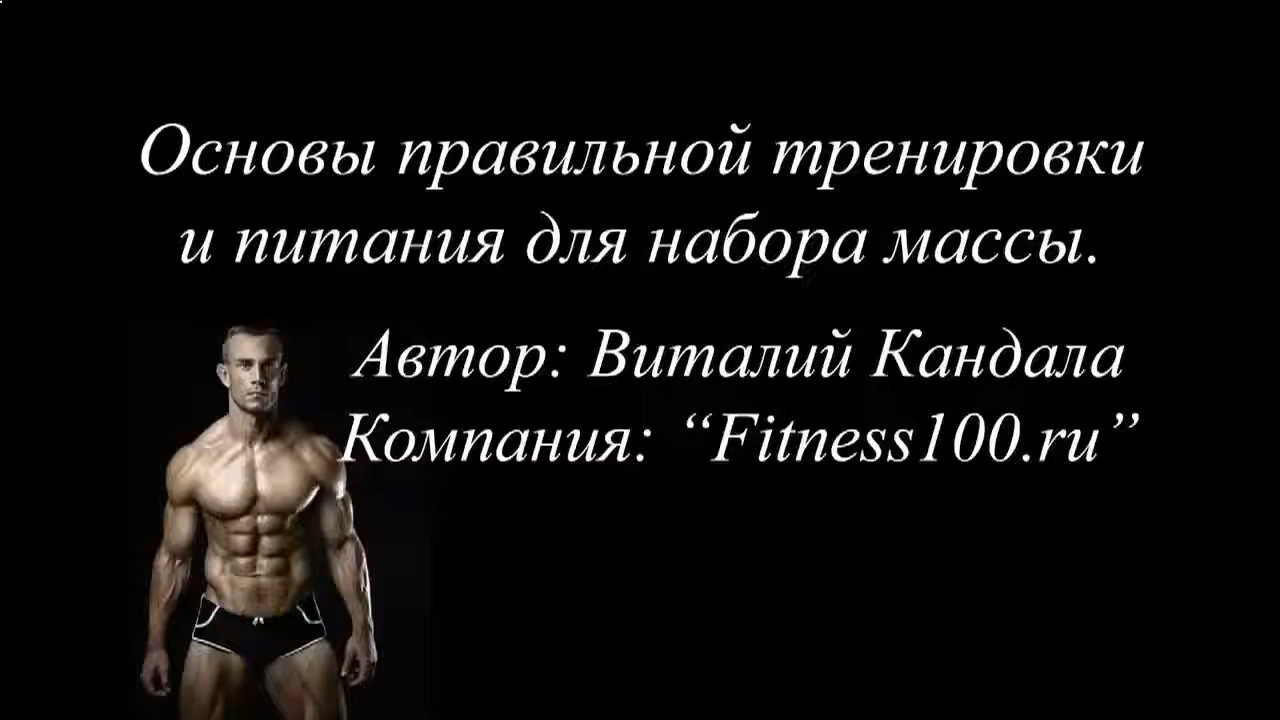 Основы правильной тренировки
и питания для набора массы.
Автор: Виталий Кандала
Компания: “Fitness100.ru”